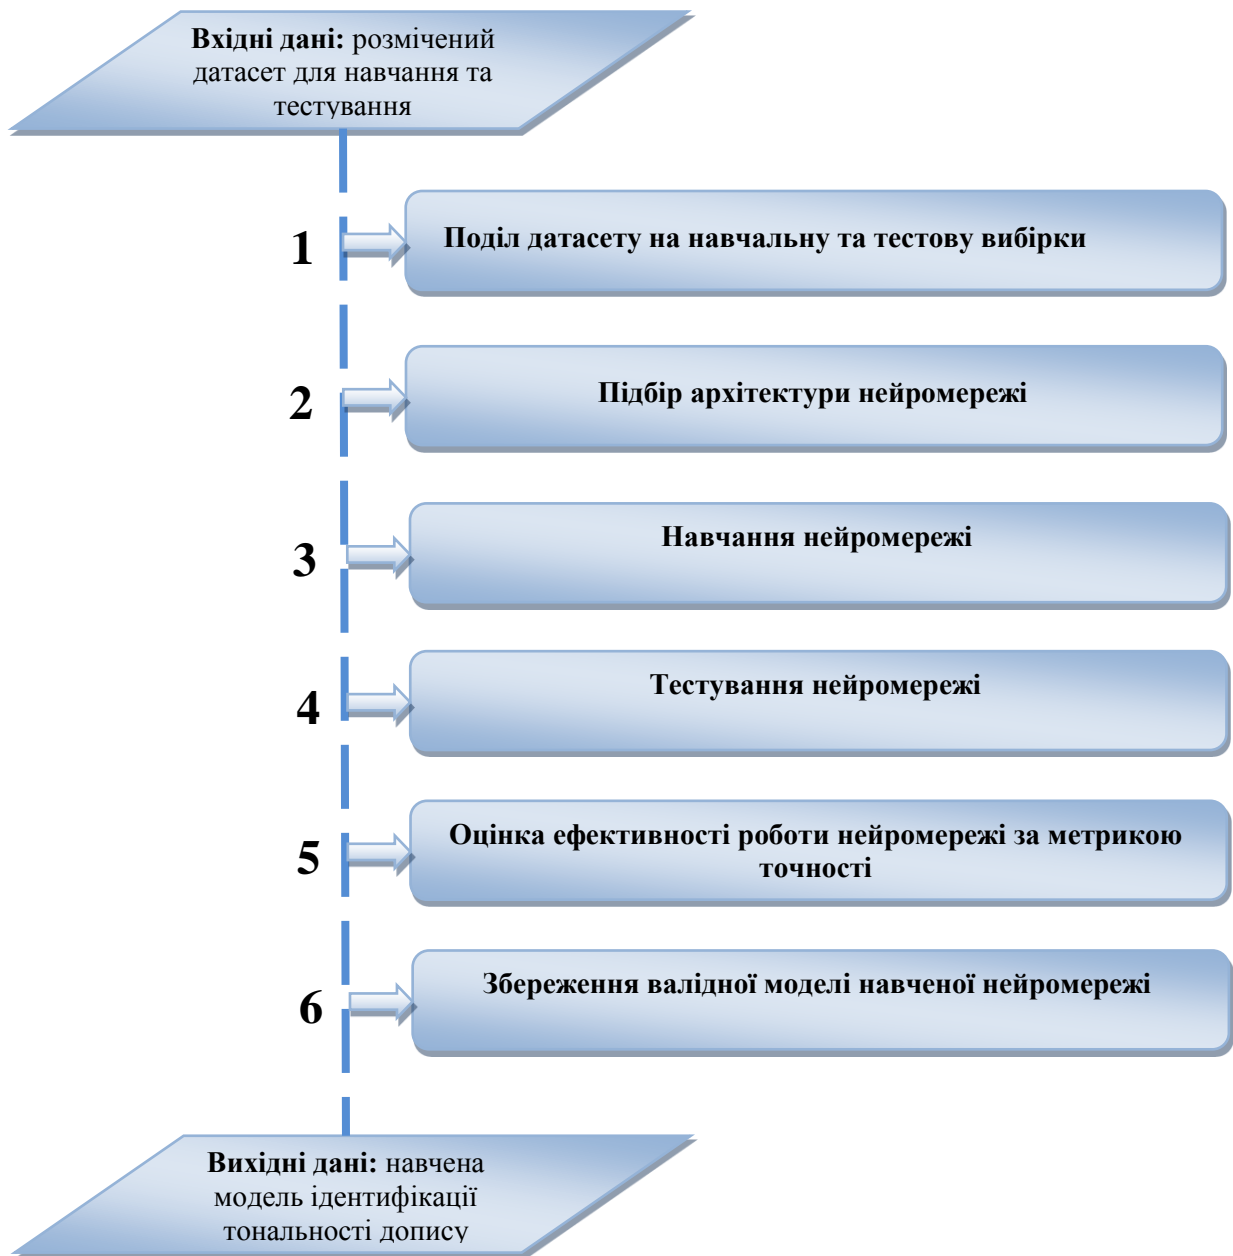 Вхідні дані: розмічений
датасет для навчання та
тестування
1
Поділ датасету на навчальну та тестову вибірки
2
Підбір архітектури нейромережі
3
Навчання нейромережі
4
Тестування нейромережі
5
Оцінка ефективності роботи нейромережі за метрикою
точності
6
Збереження валідної моделі навченої нейромережі
Вихідні дані: навчена
модель ідентифікації
тональності допису